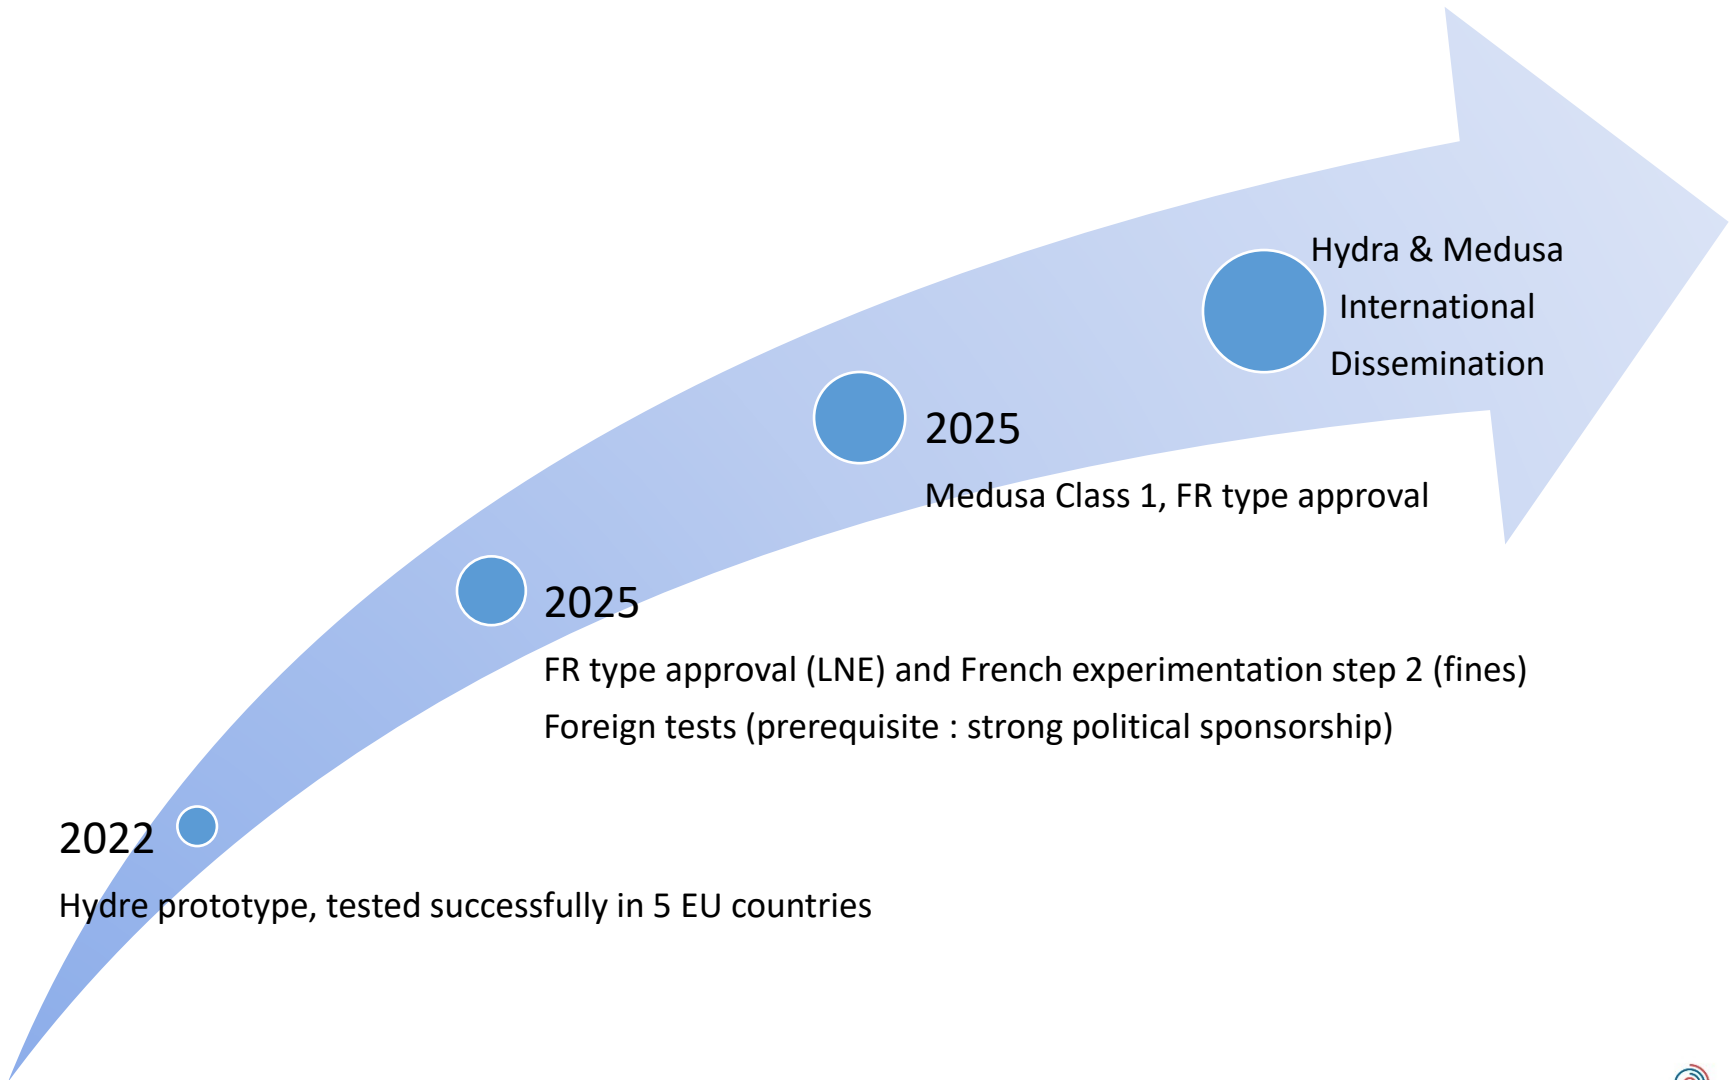 2022
Hydre prototype, tested successfully in 5 EU countries
2025
FR type approval (LNE) and French experimentation step 2 (fines)
Foreign tests (prerequisite : strong political sponsorship)
2025
Medusa Class 1, FR type approval
Hydra & Medusa
International
Dissemination